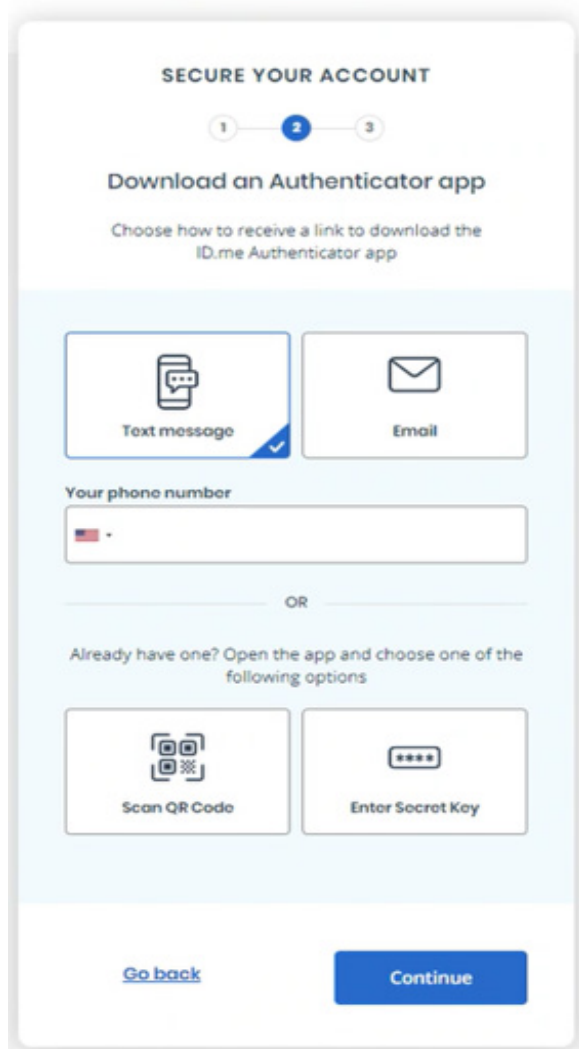 SECURE YOUR ACCOUNT
1 2 3
Download an Authenticator app
Choose how to receive a link to download the
ID.me Authenticator app
Text message Email
Your phone number
OR
Already have one? Open the app and choose one of the
following options
Scan QR Code Enter Secret Key
****
Go back Continue